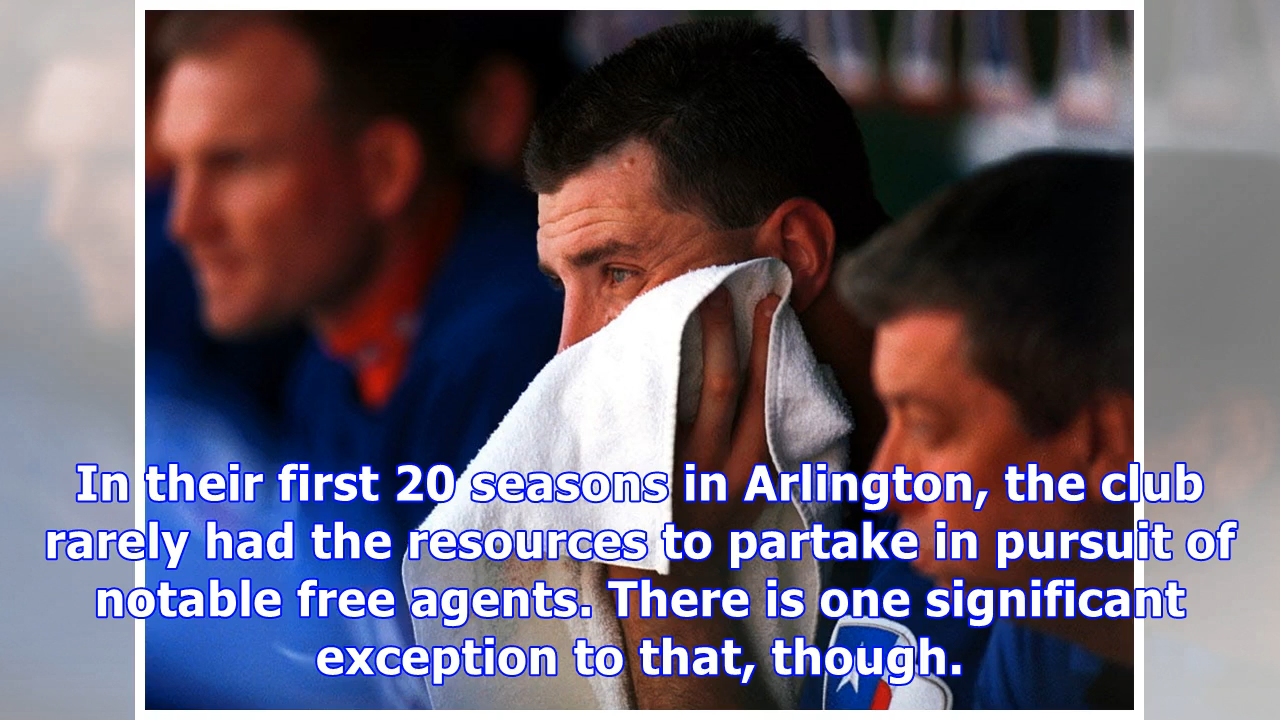 In their first 20 seasons in Arlington, the club
rarely had the resources to partake in pursuit of
notable free agents. There is one significant
exception to that, though.